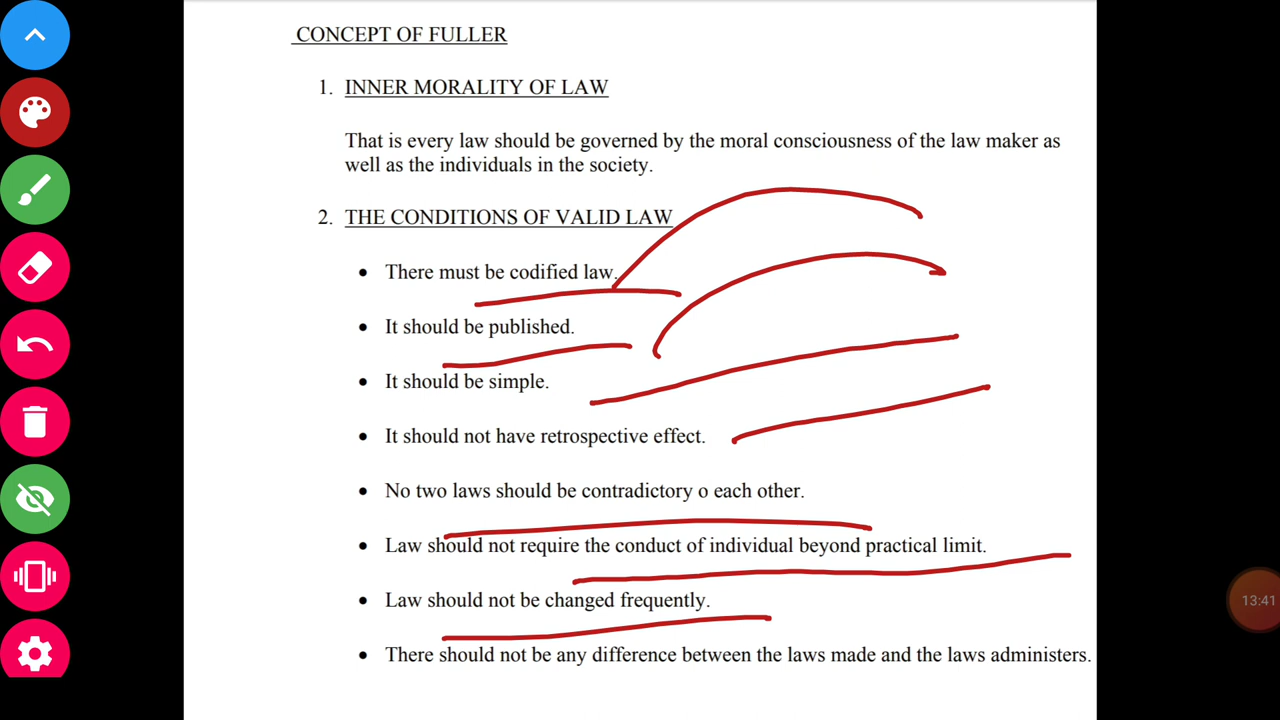 CONCEPT OF FULLER
1. INNER MORALITY OF LAW
That is every law should be governed by the moral consciousness of the law maker as
well as the individuals in the society.
2. THE CONDITIONS OF VALID LAW
• There must be codified law.
• It should be published.
• It should be simple.
• It should not have retrospective effect.
• No two laws should be contradictory o each other.
• Law should not require the conduct of individual beyond practical limit.
• Law should not be changed frequently.
• There should not be any difference between the laws made and the laws administers.
13:41